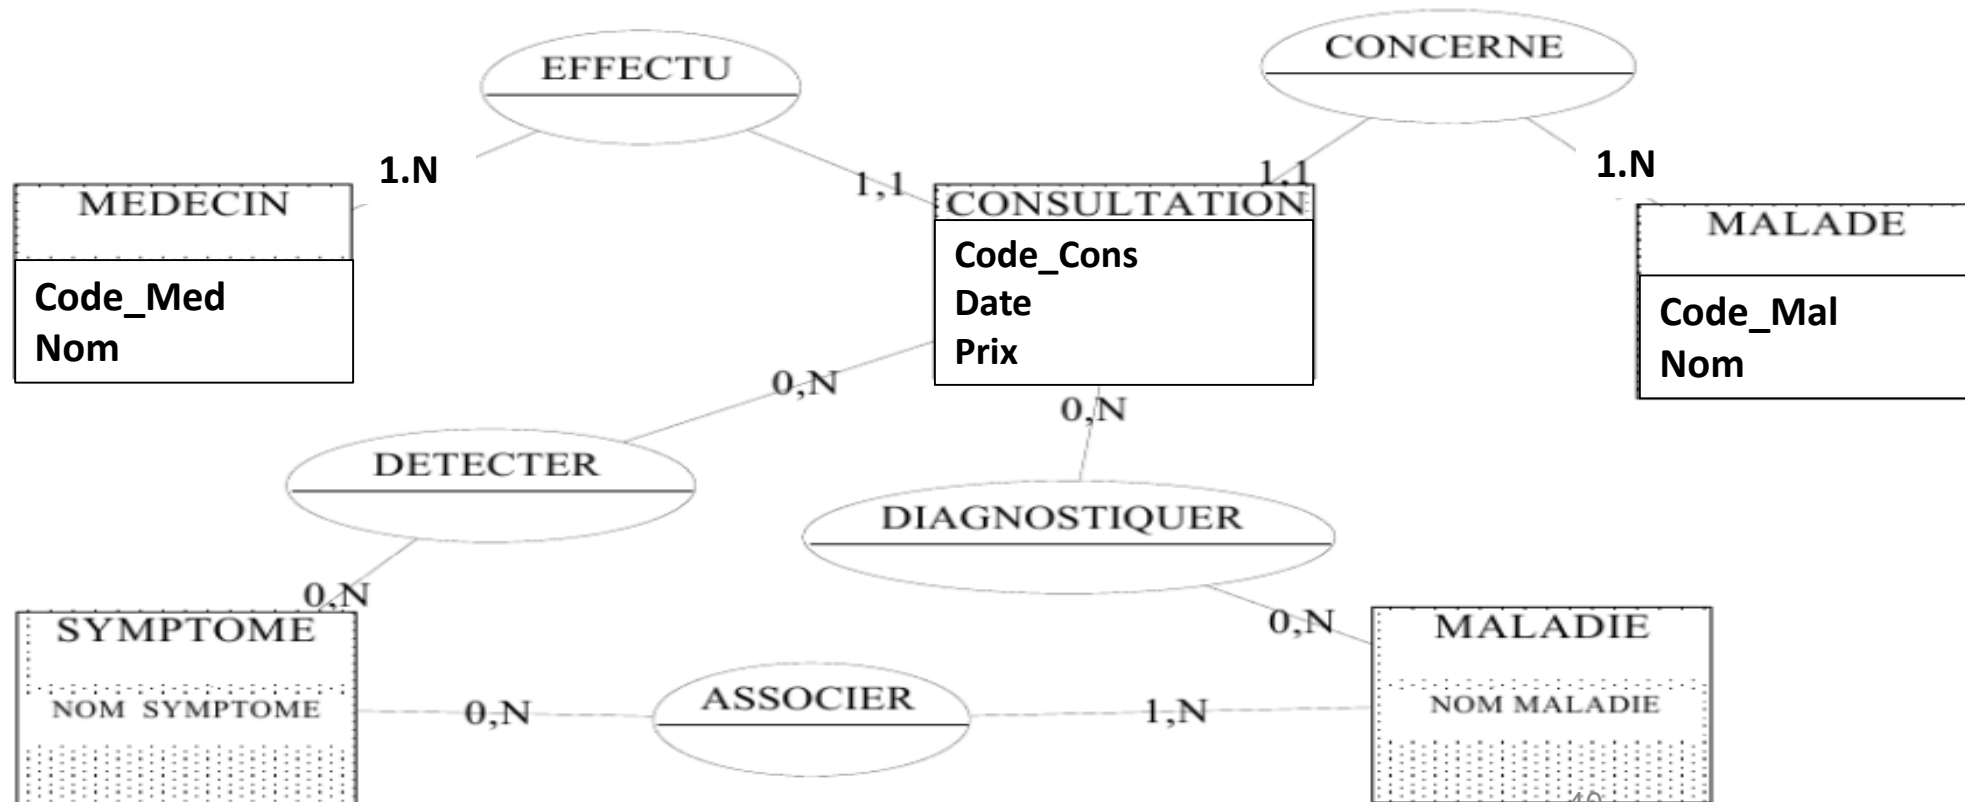 EFFECTU
CONCERNE
1.N
1,1
1,1
1.N
MEDECIN
CONSULTATION
MALADE
Code_Med
Nom
Code_Cons
Date
Prix
Code_Mal
Nom
0,N
0,N
DETECTER
DIAGNOSTIQUER
0,N
0,N
SYMPTOME
MALADIE
NOM SYMPTOME
0,N
ASSOCIER
1,N
NOM MALADIE
40